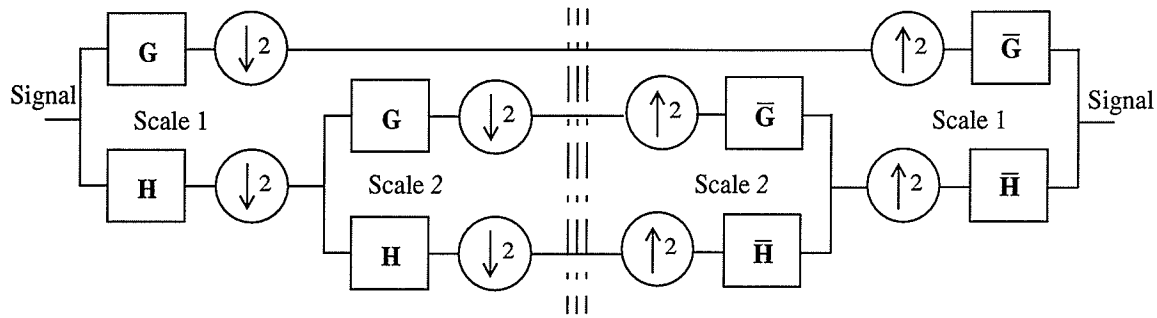 G ↓2 ↑2 G̅
Signal Scale 1 G ↓2 ↑2 G̅ Scale 1 Signal
H ↓2 Scale 2 Scale 2 ↑2 H̅
H ↓2 ↑2 H̅